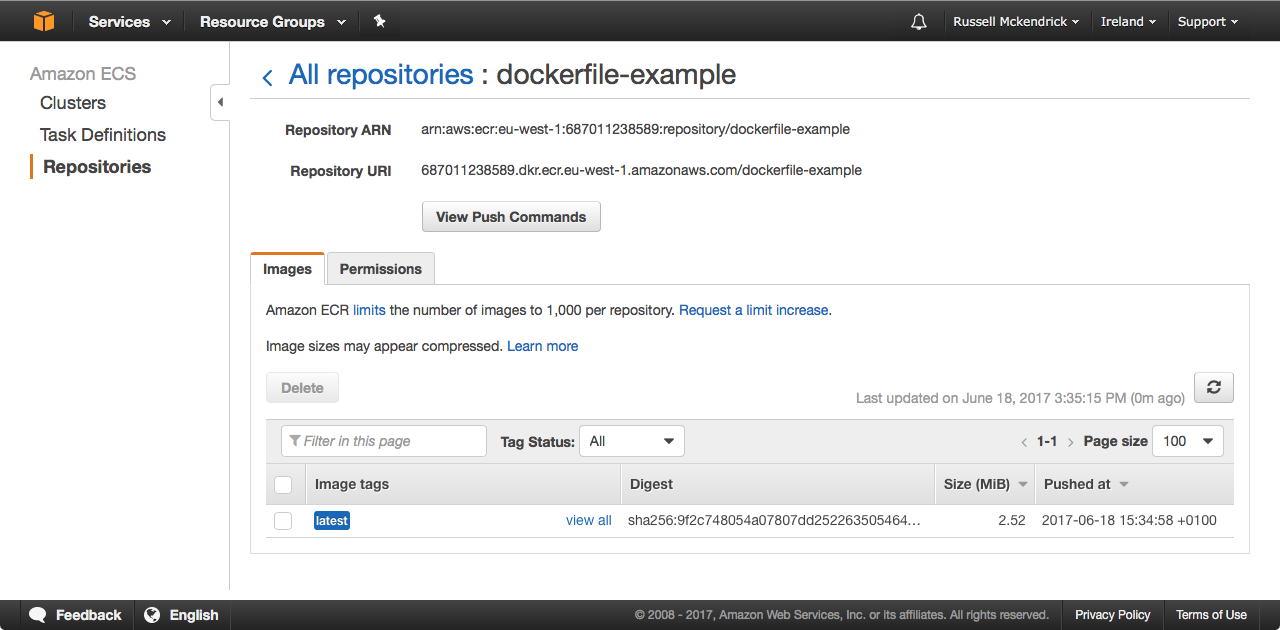 Services Resource Groups Russell Mckendrick Ireland Support
Amazon ECS
Clusters
Task Definitions
Repositories
All repositories : dockerfile-example
Repository ARN arn:aws:ecr:eu-west-1:687011238589:repository/dockerfile-example
Repository URI 687011238589.dkr.ecr.eu-west-1.amazonaws.com/dockerfile-example
View Push Commands
Images Permissions
Amazon ECR limits the number of images to 1,000 per repository. Request a limit increase.
Image sizes may appear compressed. Learn more
Delete Last updated on June 18, 2017 3:35:15 PM (0m ago)
Filter in this page Tag Status: All 1-1 Page size 100
Image tags Digest Size (MiB) Pushed at
latest view all sha256:9f2c748054a07807dd252263505464... 2.52 2017-06-18 15:34:58 +0100
Feedback English © 2008 - 2017, Amazon Web Services, Inc. or its affiliates. All rights reserved. Privacy Policy Terms of Use